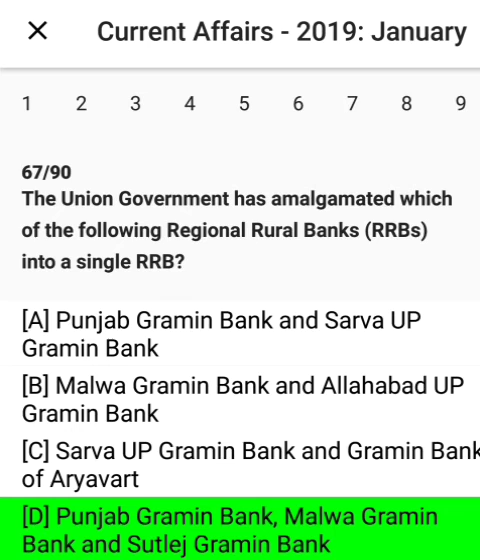 × Current Affairs - 2019: January
1 2 3 4 5 6 7 8 9
67/90
The Union Government has amalgamated which
of the following Regional Rural Banks (RRBs)
into a single RRB?
[A] Punjab Gramin Bank and Sarva UP
Gramin Bank
[B] Malwa Gramin Bank and Allahabad UP
Gramin Bank
[C] Sarva UP Gramin Bank and Gramin Bank
of Aryavart
[D] Punjab Gramin Bank, Malwa Gramin
Bank and Sutlej Gramin Bank